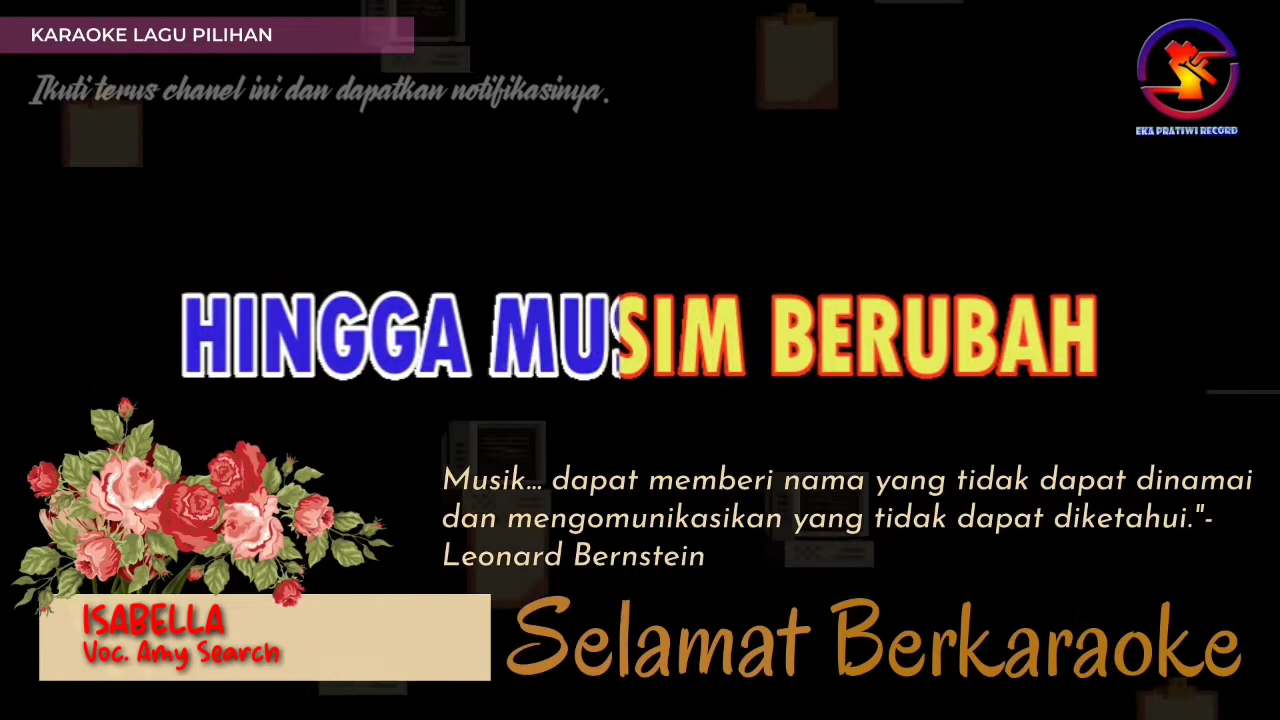 KARAOKE LAGU PILIHAN
Ikuti terus chanel ini dan dapatkan notifikasinya.
EKA PRATIWI RECORD
HINGGA MUSIM BERUBAH
Musik... dapat memberi nama yang tidak dapat dinamai
dan mengomunikasikan yang tidak dapat diketahui."-
Leonard Bernstein
ISABELLA
Voc. Amy Search
Selamat Berkaraoke